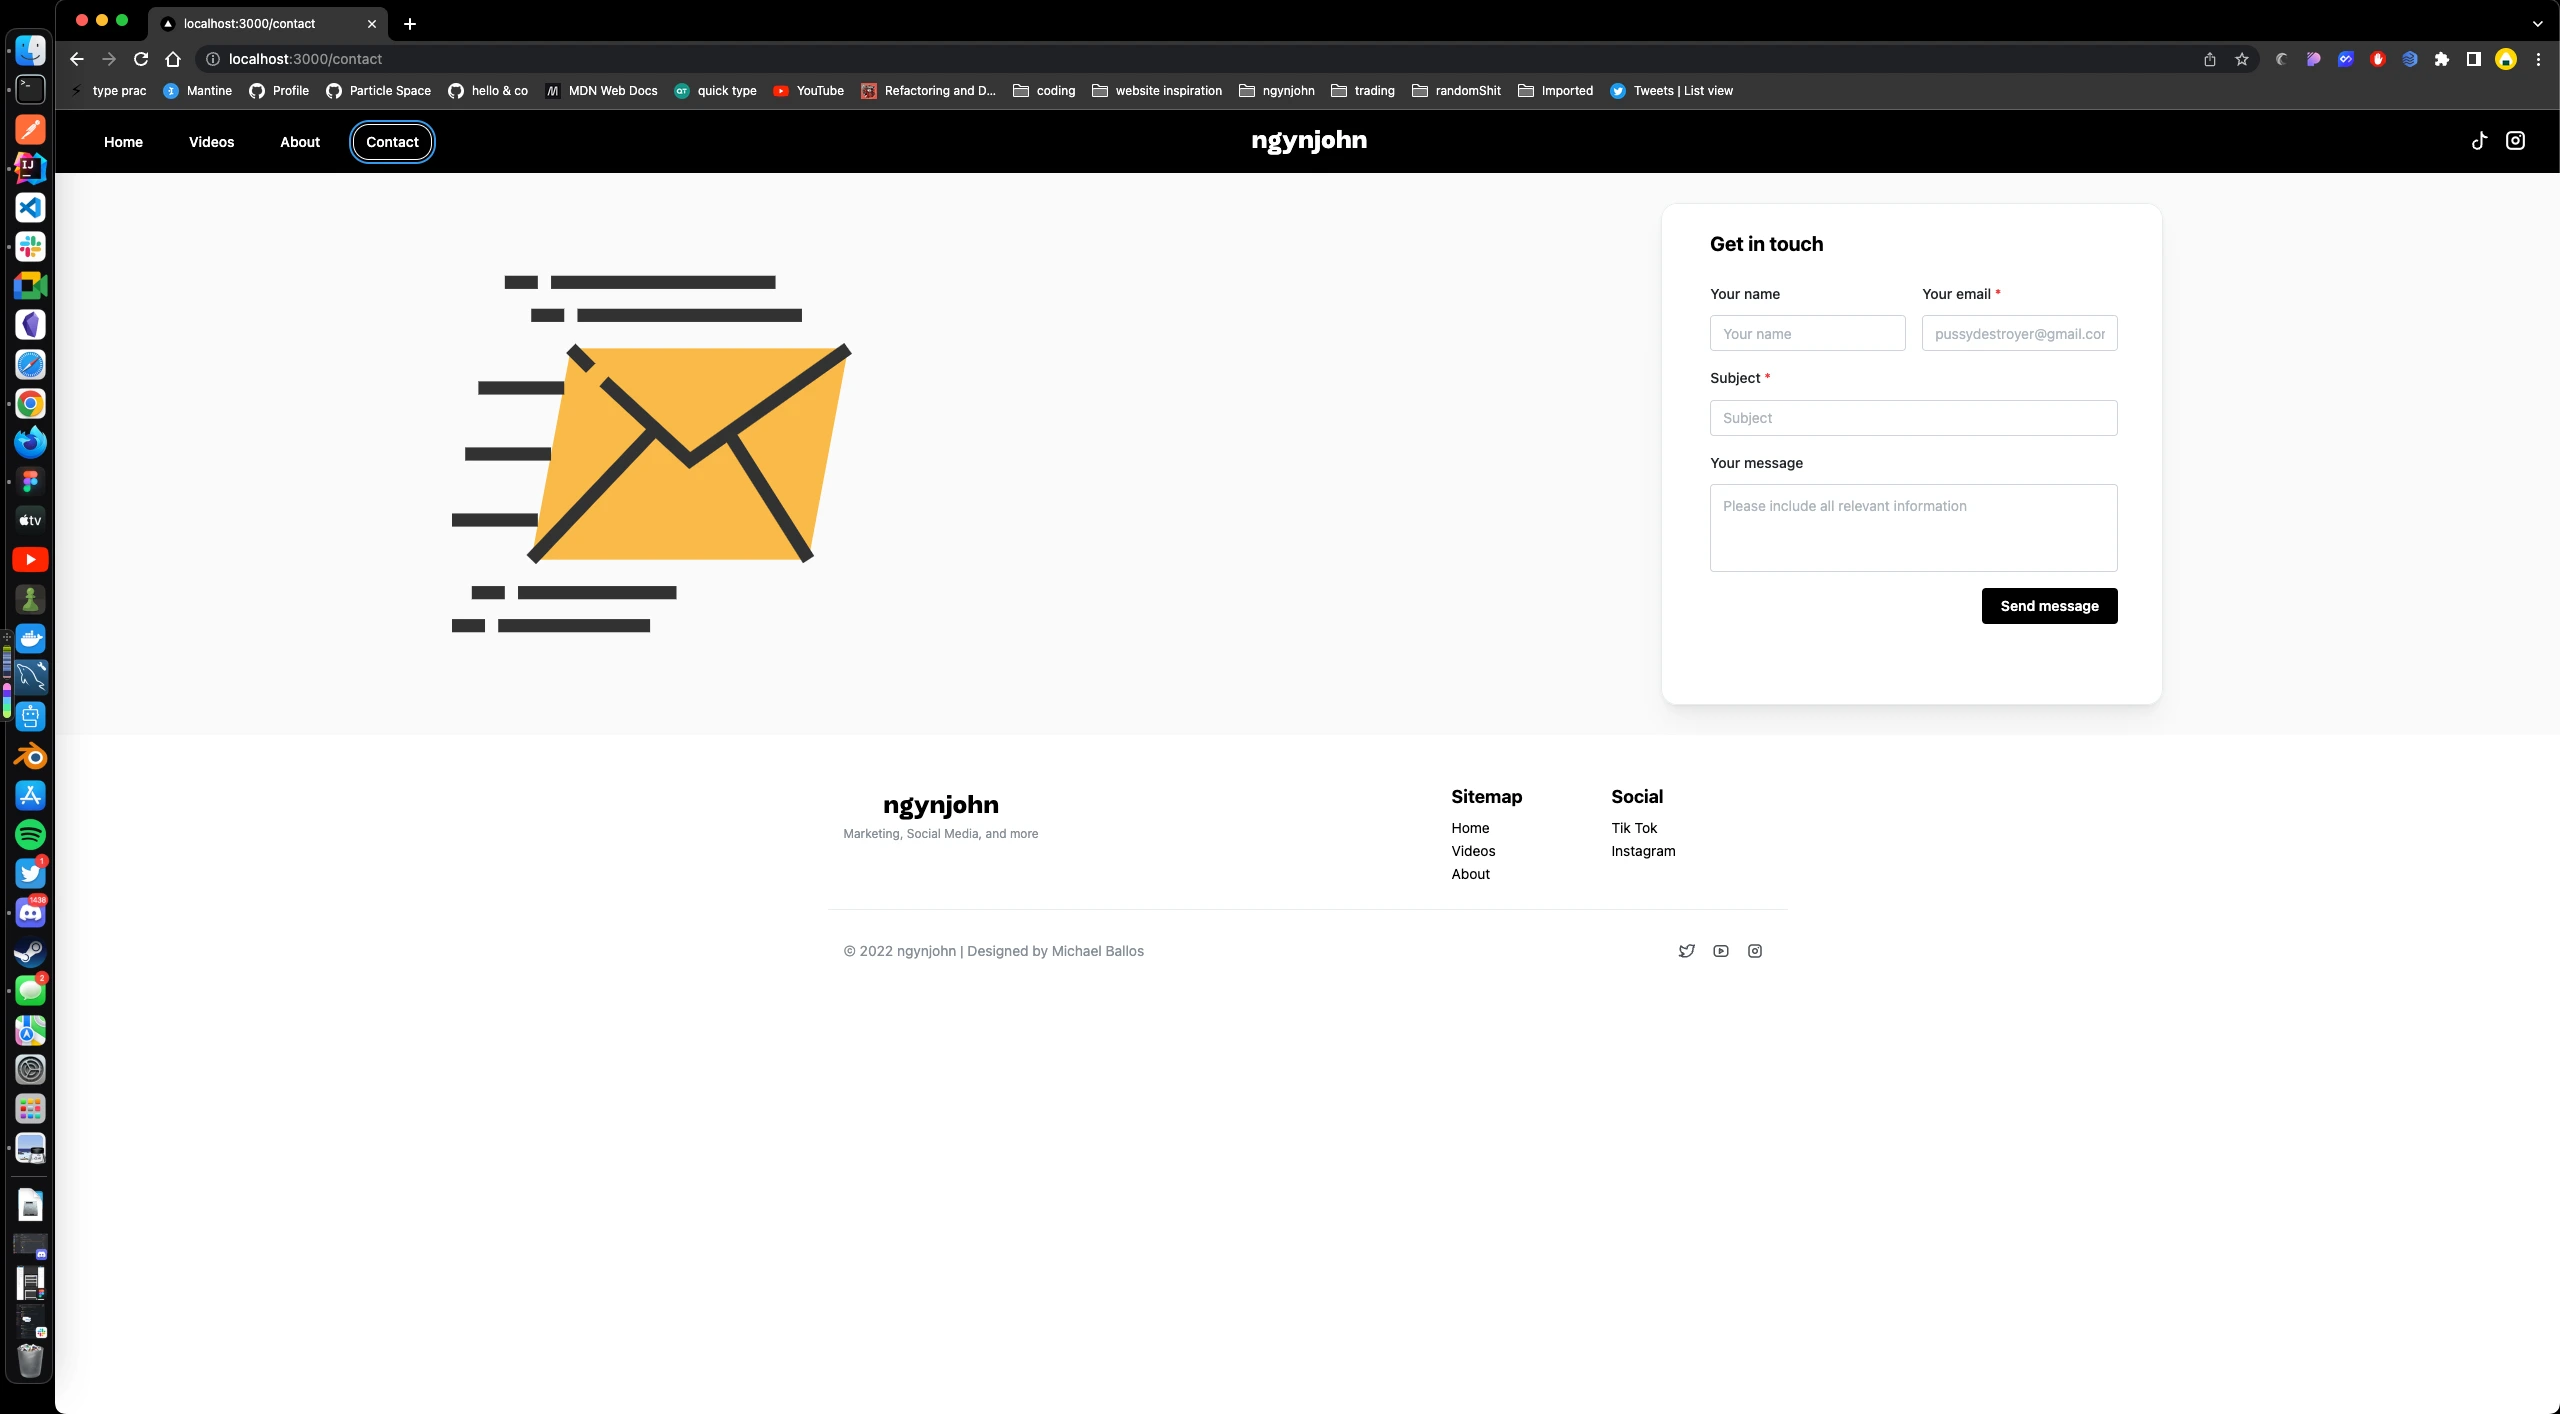 localhost:3000/contact
localhost:3000/contact
type prac Mantine Profile Particle Space hello & co MDN Web Docs quick type YouTube Refactoring and D... coding website inspiration ngynjohn trading randomShit Imported Tweets | List view
Home Videos About Contact ngynjohn
Get in touch
Your name Your email *
Your name pussydestroyer@gmail.cor
Subject *
Subject
Your message
Please include all relevant information
Send message
tv
1
1436
2
ngynjohn
Marketing, Social Media, and more
Sitemap Social
Home Tik Tok
Videos Instagram
About
© 2022 ngynjohn | Designed by Michael Ballos